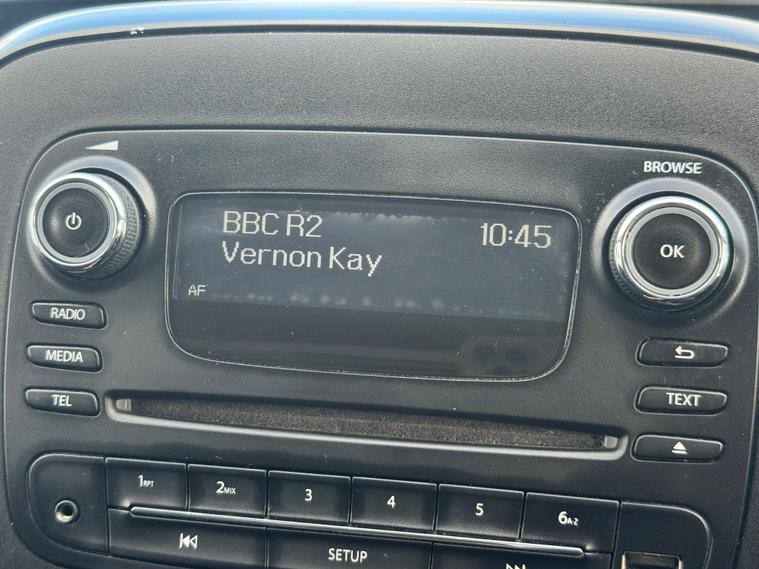 BROWSE
BBC R2 10:45
Vernon Kay
OK
AF
RADIO
MEDIA
TEXT
TEL
1RPT 2MIX 3 4 5 6A-Z
SETUP